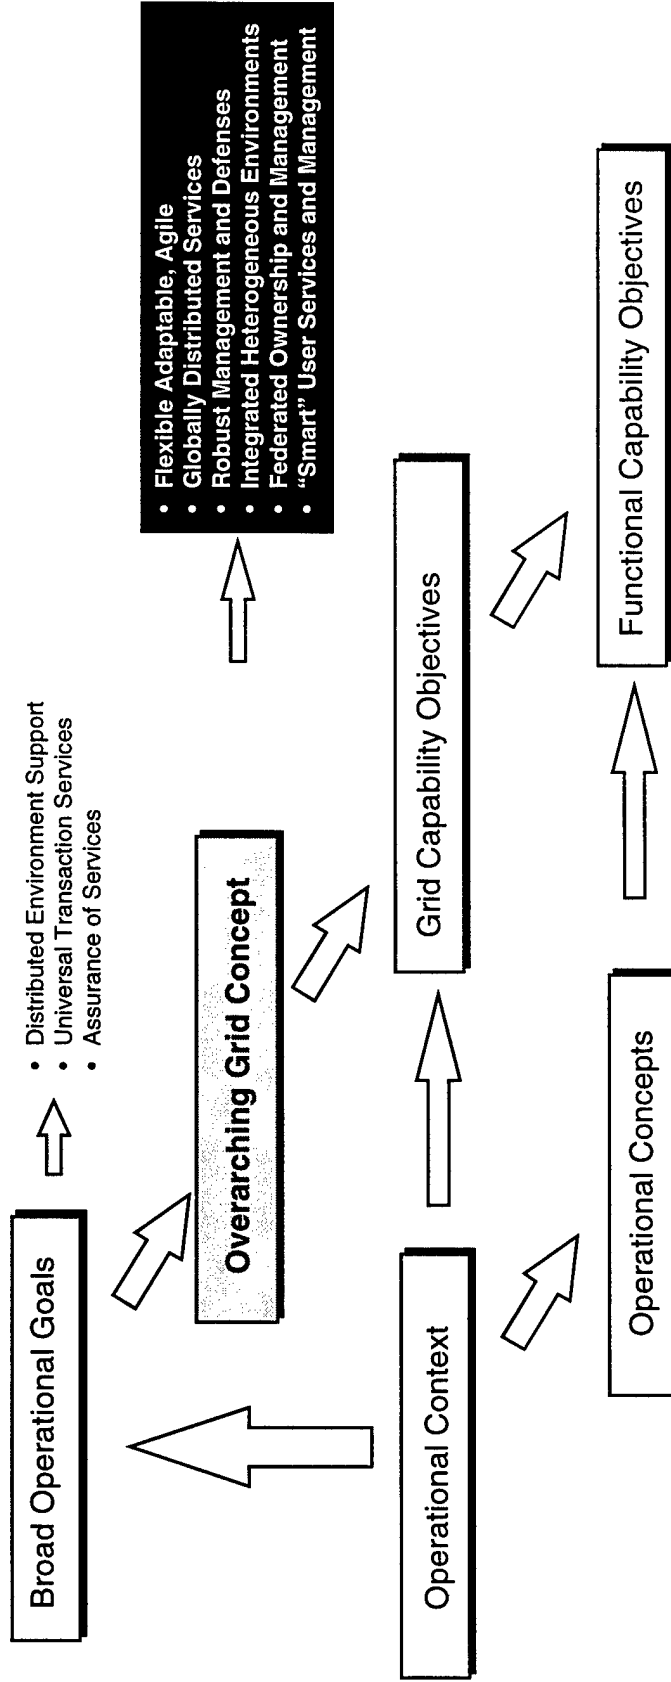 Broad Operational Goals
• Distributed Environment Support
• Universal Transaction Services
• Assurance of Services
Overarching Grid Concept
• Flexible Adaptable, Agile
• Globally Distributed Services
• Robust Management and Defenses
• Integrated Heterogeneous Environments
• Federated Ownership and Management
• “Smart” User Services and Management
Operational Context
Grid Capability Objectives
Operational Concepts
Functional Capability Objectives